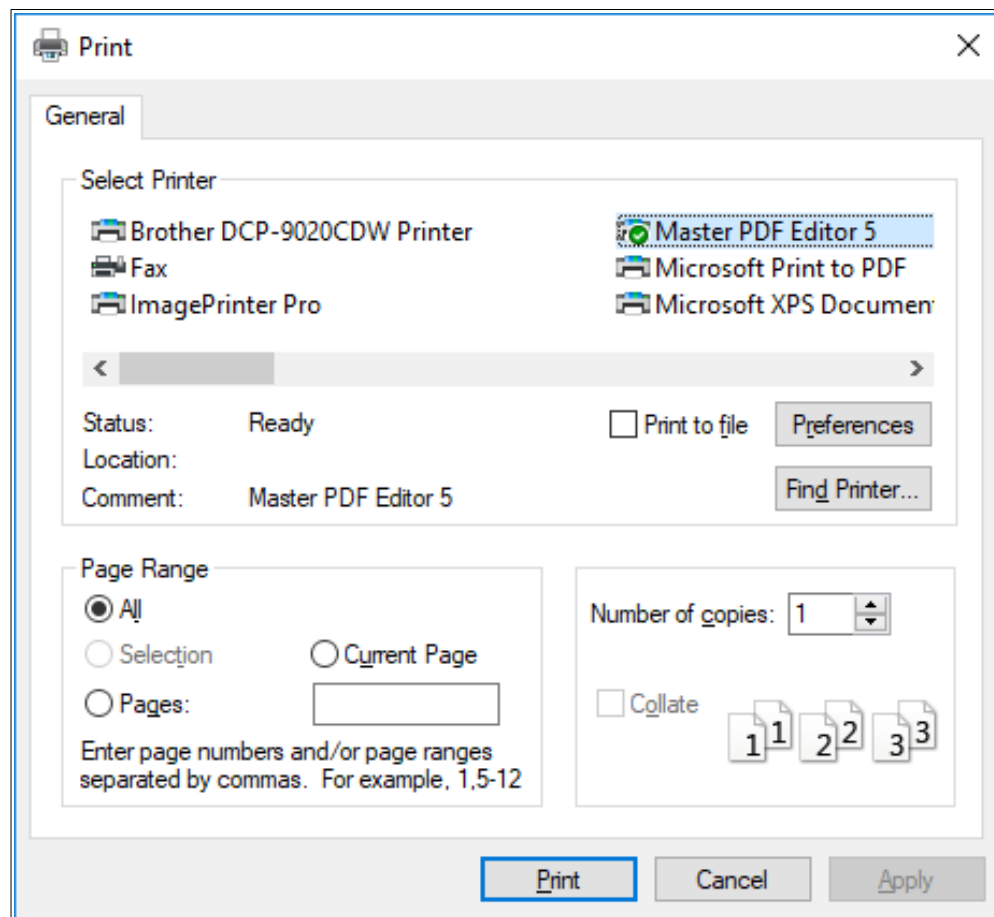 Print
General
Select Printer
Brother DCP-9020CDW Printer
Master PDF Editor 5
Fax
Microsoft Print to PDF
ImagePrinter Pro
Microsoft XPS Documen
Status: Ready
Print to file
Preferences
Location:
Comment: Master PDF Editor 5
Find Printer...
Page Range
All
Selection
Current Page
Pages:
Enter page numbers and/or page ranges
separated by commas. For example, 1,5-12
Number of copies: 1
Collate
1 1 2 2 3 3
Print
Cancel
Apply